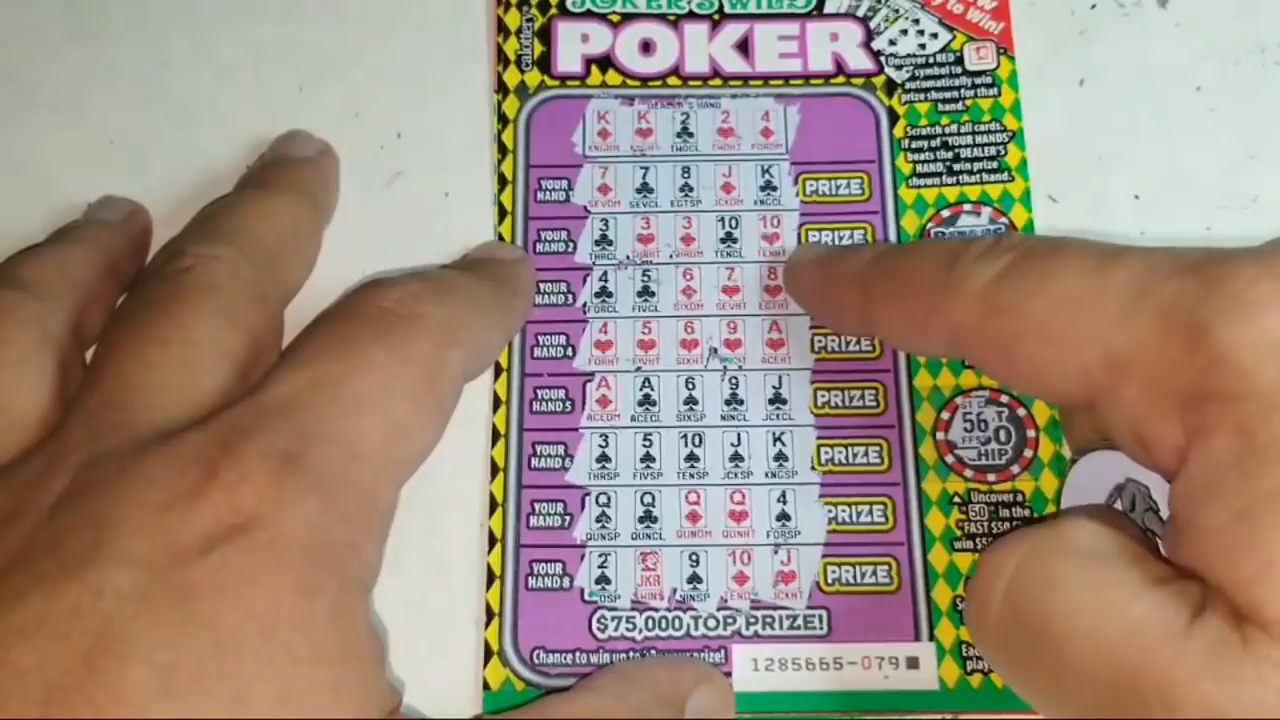 JOKER'S WILD
POKER
calottery
to Win!
Uncover a RED
symbol to
automatically win
prize shown for that
hand.
Scratch off all cards.
If any of "YOUR HANDS"
beats the "DEALER'S
HAND," win prize
shown for that hand.
DEALER'S HAND
K K 2 2 4
KNGDM TWOCL TWOHT FORDM
YOUR HAND 1 7 7 8 J K PRIZE
SEVDM SEVCL EGTSP JCKDM KNGCL
YOUR HAND 2 3 3 3 10 10 PRIZE
THRCL TENCL TENHT
YOUR HAND 3 4 5 6 7 8
FORCL FIVCL SIXDM SEVHT EGTHT
YOUR HAND 4 4 5 6 9 A PRIZE
FORHT FIVHT SIXHT ACEHT
YOUR HAND 5 A A 6 9 J PRIZE
ACEDM ACECL SIXSP NINCL JCKCL
YOUR HAND 6 3 5 10 J K PRIZE
THRSP FIVSP TENSP JCKSP KNGSP
YOUR HAND 7 Q Q Q Q 4 PRIZE
QUNSP QUNCL QUNDM QUNHT FORSP
YOUR HAND 8 2 JKR 9 10 J PRIZE
WINS NINSP JCKHT
$75,000 TOP PRIZE!
Chance to win up to prize!
1285665-079
56
Uncover a
"50" in the
"FAST $50
win $5